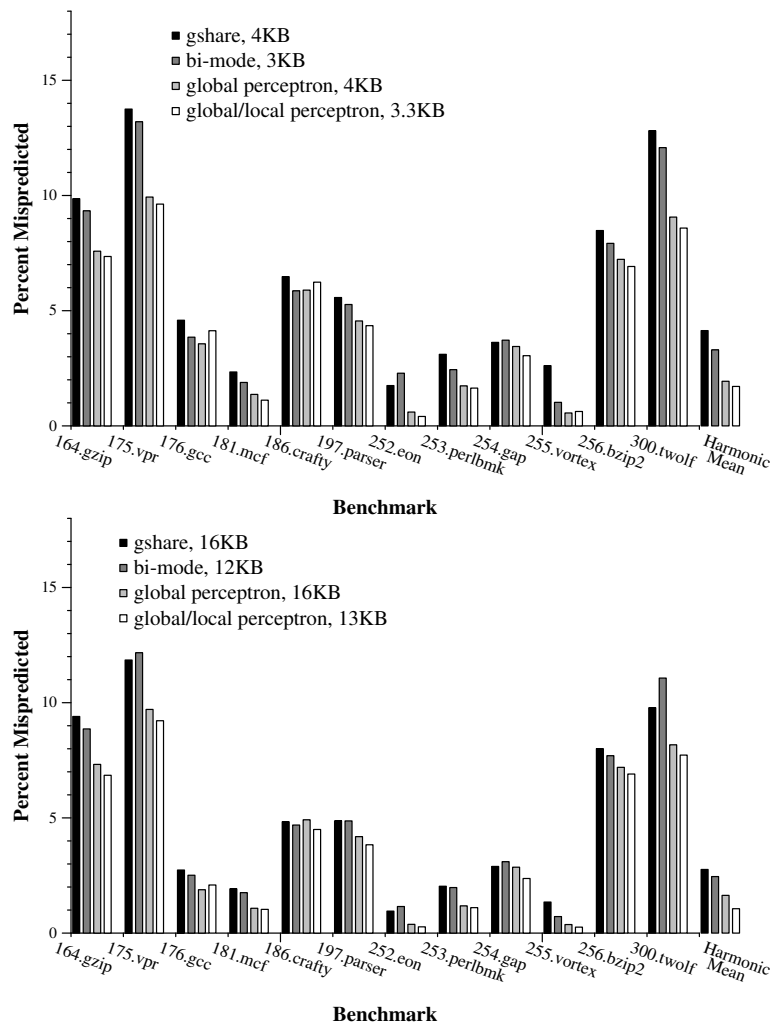 gshare, 4KB
bi-mode, 3KB
global perceptron, 4KB
global/local perceptron, 3.3KB
Percent Mispredicted
15
10
5
0
164.gzip
175.vpr
176.gcc
181.mcf
186.crafty
197.parser
252.eon
253.perlbmk
254.gap
255.vortex
256.bzip2
300.twolf
Harmonic
Mean
Benchmark
gshare, 16KB
bi-mode, 12KB
global perceptron, 16KB
global/local perceptron, 13KB
Percent Mispredicted
15
10
5
0
164.gzip
175.vpr
176.gcc
181.mcf
186.crafty
197.parser
252.eon
253.perlbmk
254.gap
255.vortex
256.bzip2
300.twolf
Harmonic
Mean
Benchmark